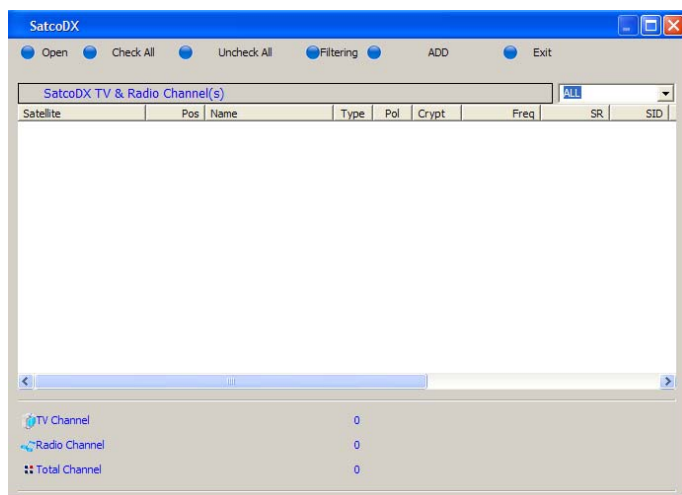 SatcoDX
Open Check All Uncheck All Filtering ADD Exit
SatcoDX TV & Radio Channel(s) ALL
Satellite Pos Name Type Pol Crypt Freq SR SID
TV Channel 0
Radio Channel 0
Total Channel 0